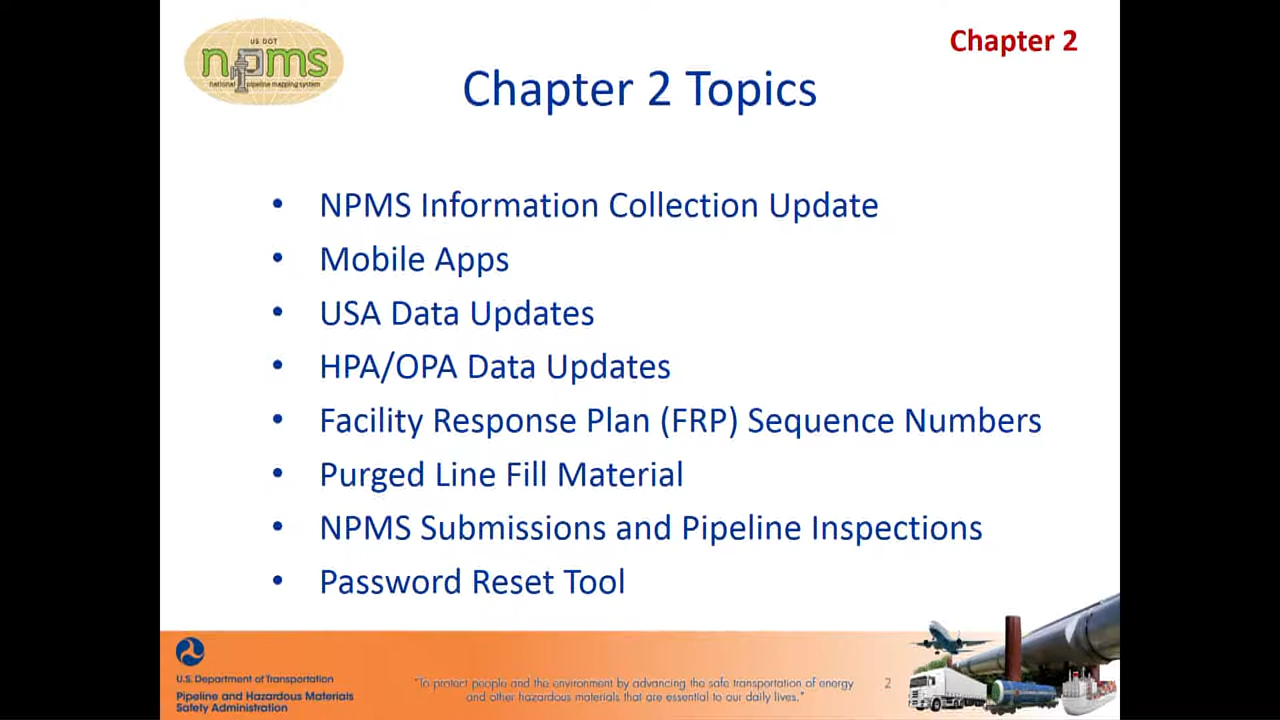 US DOT
npms
national pipeline mapping system
Chapter 2
Chapter 2 Topics
• NPMS Information Collection Update
• Mobile Apps
• USA Data Updates
• HPA/OPA Data Updates
• Facility Response Plan (FRP) Sequence Numbers
• Purged Line Fill Material
• NPMS Submissions and Pipeline Inspections
• Password Reset Tool
U.S. Department of Transportation
Pipeline and Hazardous Materials
Safety Administration
"To protect people and the environment by advancing the safe transportation of energy
and other hazardous materials that are essential to our daily lives."
2